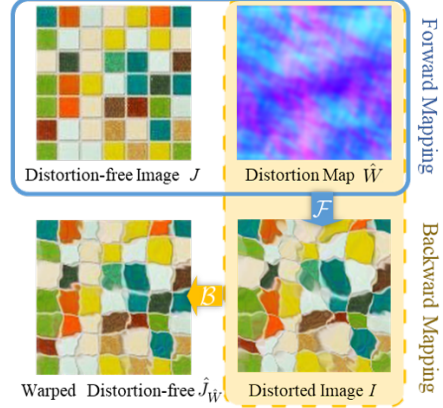 Distortion-free Image J
Distortion Map Ŵ
Forward Mapping
ℱ
ℬ
Warped Distortion-free Ĵ_Ŵ
Distorted Image I
Backward Mapping